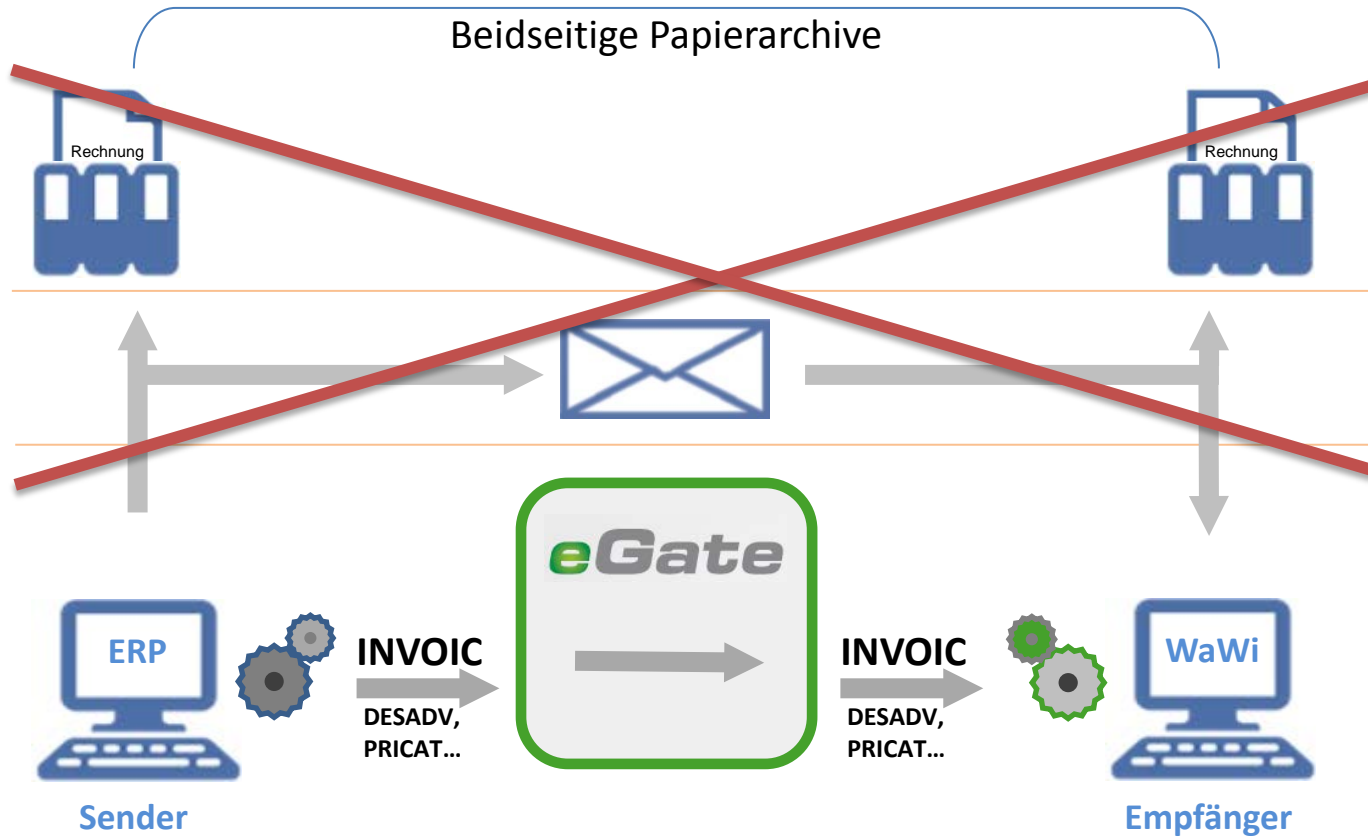 Beidseitige Papierarchive
Rechnung
Rechnung
eGate
ERP
INVOIC
INVOIC
WaWi
DESADV,
PRICAT...
DESADV,
PRICAT...
Sender
Empfänger